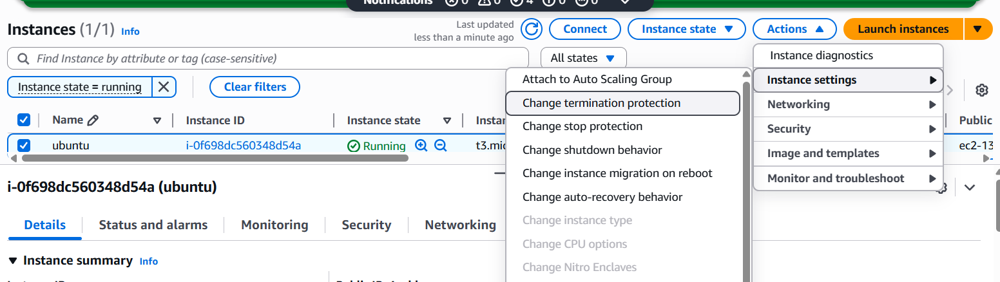 Notifications 0 0 4 0 0
Instances (1/1) Info
Last updated
less than a minute ago
Connect
Instance state
Actions
Launch instances
Find Instance by attribute or tag (case-sensitive)
All states
Instance diagnostics
Instance state = running
Clear filters
Attach to Auto Scaling Group
Instance settings
Change termination protection
Networking
Name
Instance ID
Instance state
Change stop protection
Security
Public
ubuntu
i-0f698dc560348d54a
Running
t3.mic
Change shutdown behavior
Image and templates
ec2-13
Change instance migration on reboot
Monitor and troubleshoot
i-0f698dc560348d54a (ubuntu)
Change auto-recovery behavior
Details
Status and alarms
Monitoring
Security
Networking
Change instance type
Change CPU options
Change Nitro Enclaves
Instance summary Info